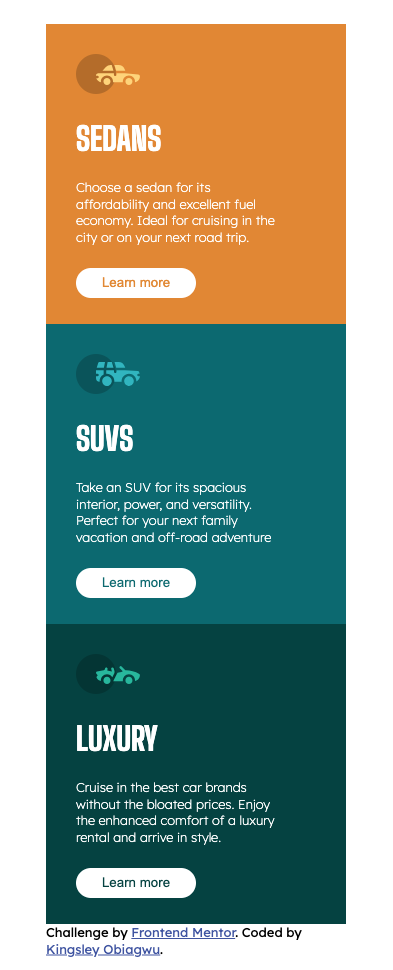 SEDANS
Choose a sedan for its
affordability and excellent fuel
economy. Ideal for cruising in the
city or on your next road trip.
Learn more
SUVS
Take an SUV for its spacious
interior, power, and versatility.
Perfect for your next family
vacation and off-road adventure
Learn more
LUXURY
Cruise in the best car brands
without the bloated prices. Enjoy
the enhanced comfort of a luxury
rental and arrive in style.
Learn more
Challenge by Frontend Mentor. Coded by
Kingsley Obiagwu.